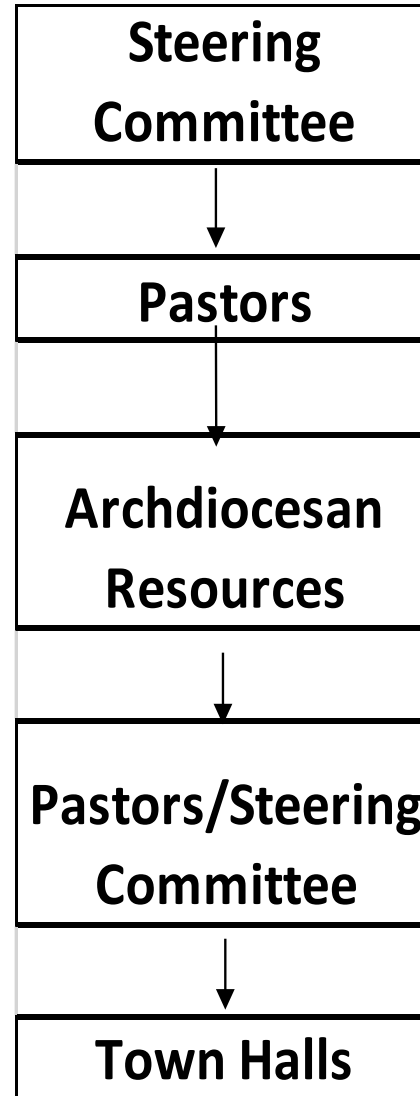 Steering
Committee
Pastors
Archdiocesan
Resources
Pastors/Steering
Committee
Town Halls